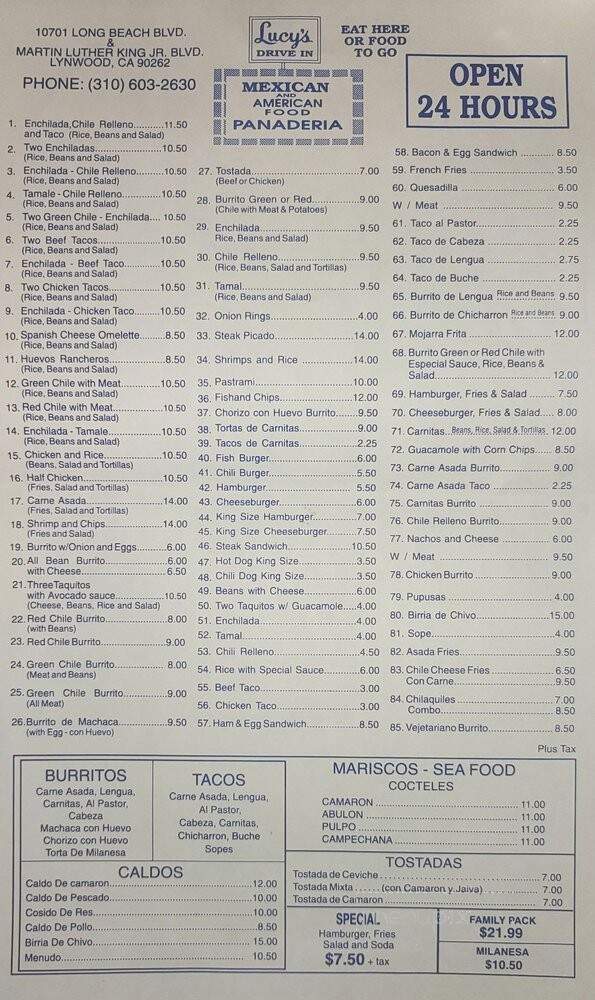 10701 LONG BEACH BLVD.
&
MARTIN LUTHER KING JR. BLVD.
LYNWOOD, CA 90262
PHONE: (310) 603-2630
Lucy's
DRIVE IN
MEXICAN
AND
AMERICAN
FOOD
PANADERIA
EAT HERE
OR FOOD
TO GO
OPEN
24 HOURS
1. Enchilada,Chile Relleno...........11.50
and Taco (Rice, Beans and Salad)
2. Two Enchiladas.....................10.50
(Rice, Beans and Salad)
3. Enchilada - Chile Relleno..........10.50
(Rice, Beans and Salad)
4. Tamale - Chile Relleno.............10.50
(Rice, Beans and Salad)
5. Two Green Chile - Enchilada.... 10.50
(Rice, Beans and Salad)
6. Two Beef Tacos.....................10.50
(Rice, Beans and Salad)
7. Enchilada - Beef Taco..............10.50
(Rice, Beans and Salad)
8. Two Chicken Tacos..................10.50
(Rice, Beans and Salad)
9. Enchilada - Chicken Taco..........10.50
(Rice, Beans and Salad)
10. Spanish Cheese Omelette.........8.50
(Rice, Beans and Salad)
11. Huevos Rancheros..................8.50
(Rice, Beans and Salad)
12. Green Chile with Meat.............10.50
(Rice, Beans and Salad)
13. Red Chile with Meat................10.50
(Rice, Beans and Salad)
14. Enchilada - Tamale.................10.50
(Rice, Beans and Salad)
15. Chicken and Rice...................10.50
(Beans, Salad and Tortillas)
16. Half Chicken........................10.50
(Fries, Salad and Tortillas)
17. Carne Asada........................14.00
(Fries, Salad and Tortillas)
18. Shrimp and Chips..................14.00
(Fries and Salad)
19. Burrito w/Onion and Eggs..........6.00
20. All Bean Burrito....................6.00
with Cheese...........................6.50
21. Three Taquitos
with Avocado sauce..................10.50
(Cheese, Beans, Rice and Salad)
22. Red Chile Burrito...................8.00
(with Beans)
23. Red Chile Burrito...................9.00
24. Green Chile Burrito................. 8.00
(Meat and Beans)
25. Green Chile Burrito................9.00
(All Meat)
26. Burrito de Machaca................9.50
(with Egg - con Huevo)
27. Tostada.............................7.00
(Beef or Chicken)
28. Burrito Green or Red...............9.00
(Chile with Meat & Potatoes)
29. Enchilada...........................9.50
Rice, Beans and Salad)
30. Chile Relleno.......................9.50
(Rice, Beans, Salad and Tortillas)
31. Tamal...............................9.50
(Rice, Beans and Salad)
32. Onion Rings.........................4.00
33. Steak Picado.......................14.00
34. Shrimps and Rice .................14.00
35. Pastrami............................10.00
36. Fishand Chips......................12.00
37. Chorizo con Huevo Burrito.......9.50
38. Tortas de Carnitas.................9.00
39. Tacos de Carnitas..................2.25
40. Fish Burger.........................6.00
41. Chili Burger........................ 5.50
42. Hamburger.......................... 5.50
43. Cheeseburger.......................6.00
44. King Size Hamburger..............7.00
45. King Size Cheeseburger.........7.50
46. Steak Sandwich...................10.50
47. Hot Dog King Size.................3.50
48. Chili Dog King Size................3.50
49. Beans with Cheese................6.00
50. Two Taquitos w/ Guacamole....4.00
51. Enchilada...........................4.00
52. Tamal...............................4.00
53. Chili Relleno........................4.50
54. Rice with Special Sauce..........6.00
55. Beef Taco...........................3.00
56. Chicken Taco.......................3.00
57. Ham & Egg Sandwich.............8.50
58. Bacon & Egg Sandwich ........... 8.50
59. French Fries ........................ 3.50
60. Quesadilla .......................... 6.00
W / Meat ................................ 9.50
61. Taco al Pastor....................... 2.25
62. Taco de Cabeza .................... 2.25
63. Taco de Lengua .................... 2.75
64. Taco de Buche ..................... 2.25
65. Burrito de Lengua Rice and Beans 9.50
66. Burrito de Chicharron Rice and Beans 9.00
67. Mojarra Frita ....................... 12.00
68. Burrito Green or Red Chile with
Especial Sauce, Rice, Beans &
Salad................................... 12.00
69. Hamburger, Fries & Salad ........ 7.50
70. Cheeseburger, Fries & Salad..... 8.00
71. Carnitas.. Beans, Rice, Salad & Tortillas. 12.00
72. Guacamole with Corn Chips...... 8.50
73. Carne Asada Burrito................ 9.00
74. Carne Asada Taco ................. 2.25
75. Carnitas Burrito .................... 9.00
76. Chile Relleno Burrito............... 9.00
77. Nachos and Cheese ............... 6.00
W / Meat ................................ 9.50
78. Chicken Burrito ..................... 9.00
79. Pupusas ............................. 4.00
80. Birria de Chivo......................15.00
81. Sope..................................4.00
82. Asada Fries..........................9.50
83. Chile Cheese Fries ................. 6.50
Con Carne..............................9.50
84. Chilaquiles .......................... 7.00
Combo.................................. 8.50
85. Vejetariano Burrito.................. 8.50
Plus Tax
BURRITOS
Carne Asada, Lengua,
Carnitas, Al Pastor,
Cabeza
Machaca con Huevo
Chorizo con Huevo
Torta De Milanesa
TACOS
Carne Asada, Lengua,
Al Pastor,
Cabeza, Carnitas,
Chicharron, Buche
Sopes
CALDOS
Caldo De camaron..............................12.00
Caldo De Pescado.............................10.00
Cosido De Res..................................10.00
Caldo De Pollo...................................8.50
Birria De Chivo..................................15.00
Menudo........................................... 10.50
MARISCOS - SEA FOOD
COCTELES
CAMARON ................................ 11.00
ABULON .................................. 11.00
PULPO .................................... 11.00
CAMPECHANA .......................... 11.00
TOSTADAS
Tostada de Ceviche ................................ 7.00
Tostada Mixta ...... (con Camaron y Jaiva) ............ 7.00
Tostada de Camaron ............................... 7.00
SPECIAL
Hamburger, Fries
Salad and Soda
$7.50 + tax
FAMILY PACK
$21.99
MILANESA
$10.50